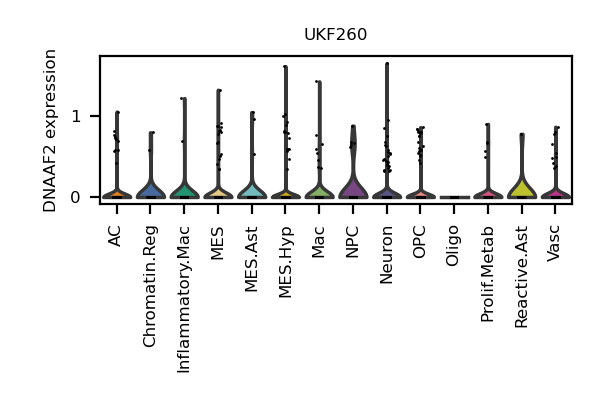 UKF260
DNAAF2 expression
1
0
AC
Chromatin.Reg
Inflammatory.Mac
MES
MES.Ast
MES.Hyp
Mac
NPC
Neuron
OPC
Oligo
Prolif.Metab
Reactive.Ast
Vasc